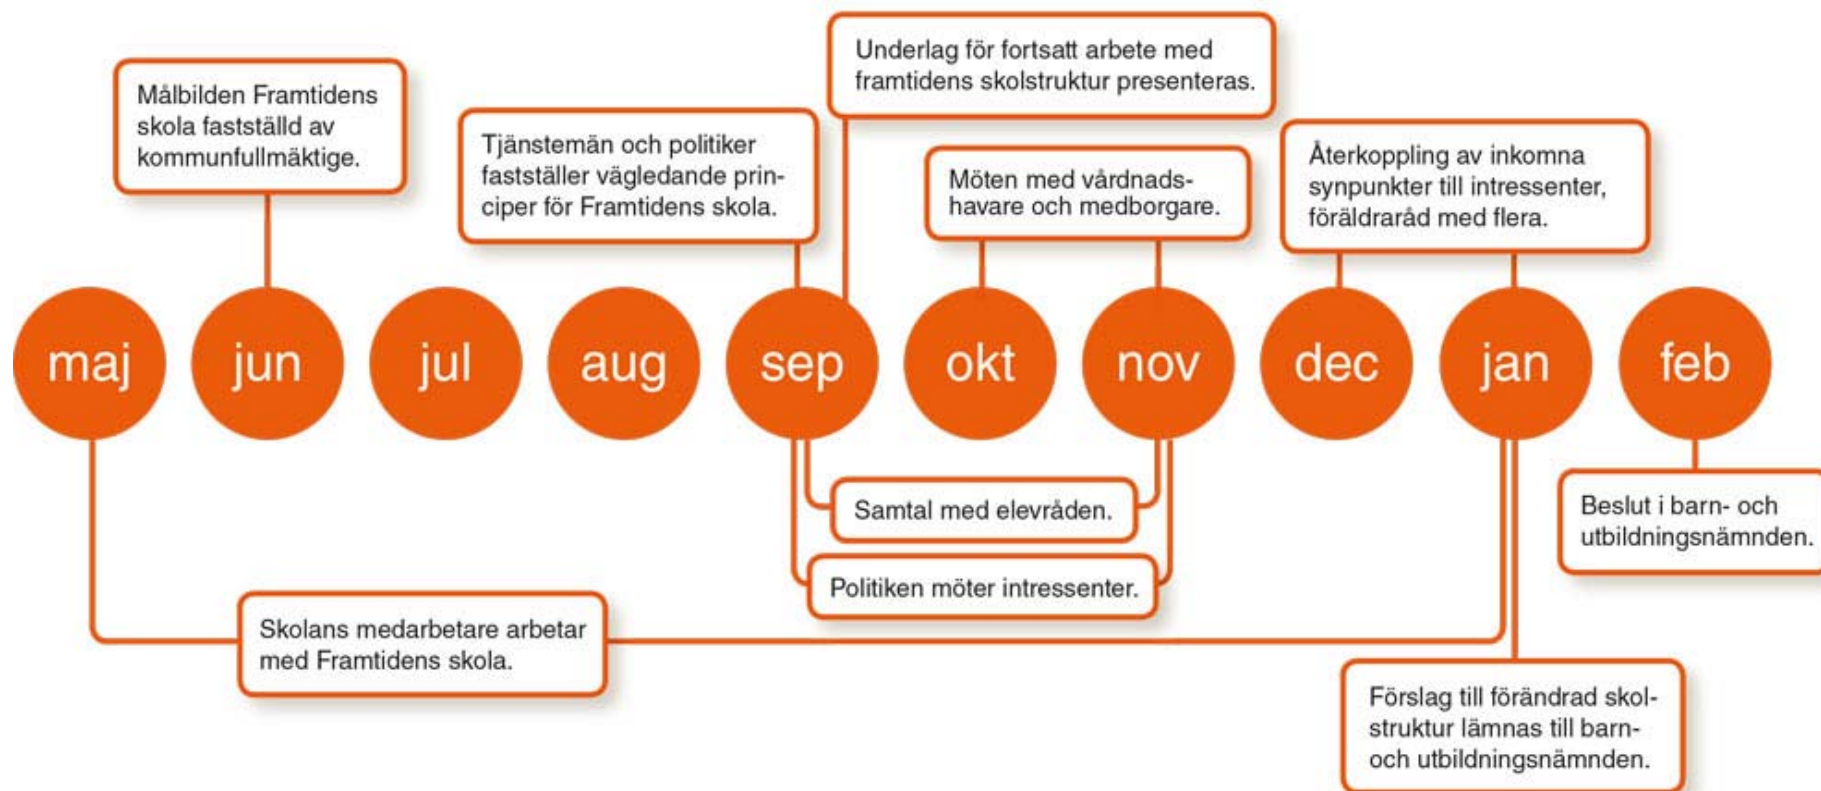 Underlag för fortsatt arbete med
framtidens skolstruktur presenteras.
Målbilden Framtidens
skola fastställd av
kommunfullmäktige.
Tjänstemän och politiker
fastställer vägledande prin-
ciper för Framtidens skola.
Möten med vårdnads-
havare och medborgare.
Återkoppling av inkomna
synpunkter till intressenter,
föräldraråd med flera.
maj jun jul aug sep okt nov dec jan feb
Samtal med elevråden.
Politiken möter intressenter.
Beslut i barn- och
utbildningsnämnden.
Skolans medarbetare arbetar
med Framtidens skola.
Förslag till förändrad skol-
struktur lämnas till barn-
och utbildningsnämnden.